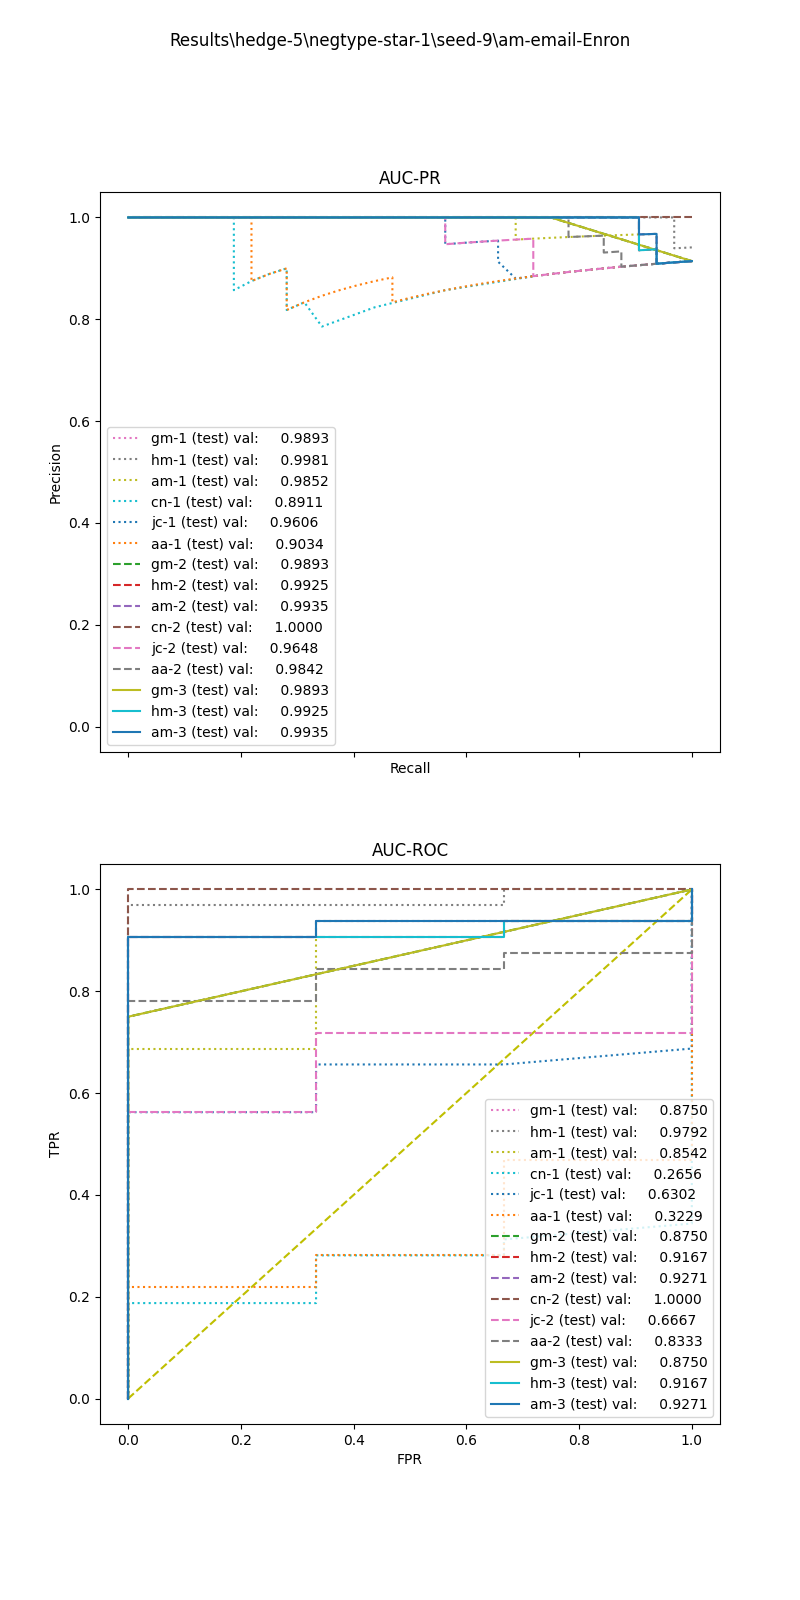 Results\hedge-5\negtype-star-1\seed-9\am-email-Enron
AUC-PR
1.0
0.8
0.6
0.4
0.2
0.0
Precision
gm-1 (test) val: 0.9893
hm-1 (test) val: 0.9981
am-1 (test) val: 0.9852
cn-1 (test) val: 0.8911
jc-1 (test) val: 0.9606
aa-1 (test) val: 0.9034
gm-2 (test) val: 0.9893
hm-2 (test) val: 0.9925
am-2 (test) val: 0.9935
cn-2 (test) val: 1.0000
jc-2 (test) val: 0.9648
aa-2 (test) val: 0.9842
gm-3 (test) val: 0.9893
hm-3 (test) val: 0.9925
am-3 (test) val: 0.9935
Recall
AUC-ROC
1.0
0.8
0.6
0.4
0.2
0.0
TPR
gm-1 (test) val: 0.8750
hm-1 (test) val: 0.9792
am-1 (test) val: 0.8542
cn-1 (test) val: 0.2656
jc-1 (test) val: 0.6302
aa-1 (test) val: 0.3229
gm-2 (test) val: 0.8750
hm-2 (test) val: 0.9167
am-2 (test) val: 0.9271
cn-2 (test) val: 1.0000
jc-2 (test) val: 0.6667
aa-2 (test) val: 0.8333
gm-3 (test) val: 0.8750
hm-3 (test) val: 0.9167
am-3 (test) val: 0.9271
0.0 0.2 0.4 0.6 0.8 1.0
FPR